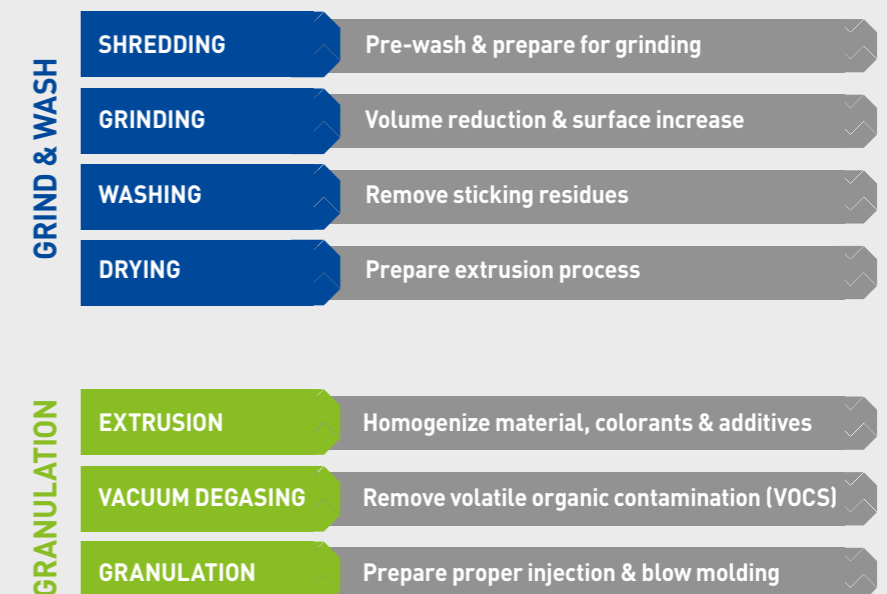 GRIND & WASH
SHREDDING
Pre-wash & prepare for grinding
GRINDING
Volume reduction & surface increase
WASHING
Remove sticking residues
DRYING
Prepare extrusion process
GRANULATION
EXTRUSION
Homogenize material, colorants & additives
VACUUM DEGASING
Remove volatile organic contamination (VOCS)
GRANULATION
Prepare proper injection & blow molding